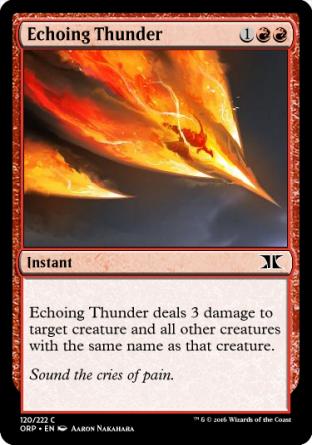 Echoing Thunder 1
Instant
Echoing Thunder deals 3 damage to
target creature and all other creatures
with the same name as that creature.
Sound the cries of pain.
120/222 C
ORP • EN Aaron Nakahara
™ & © 2016 Wizards of the Coast